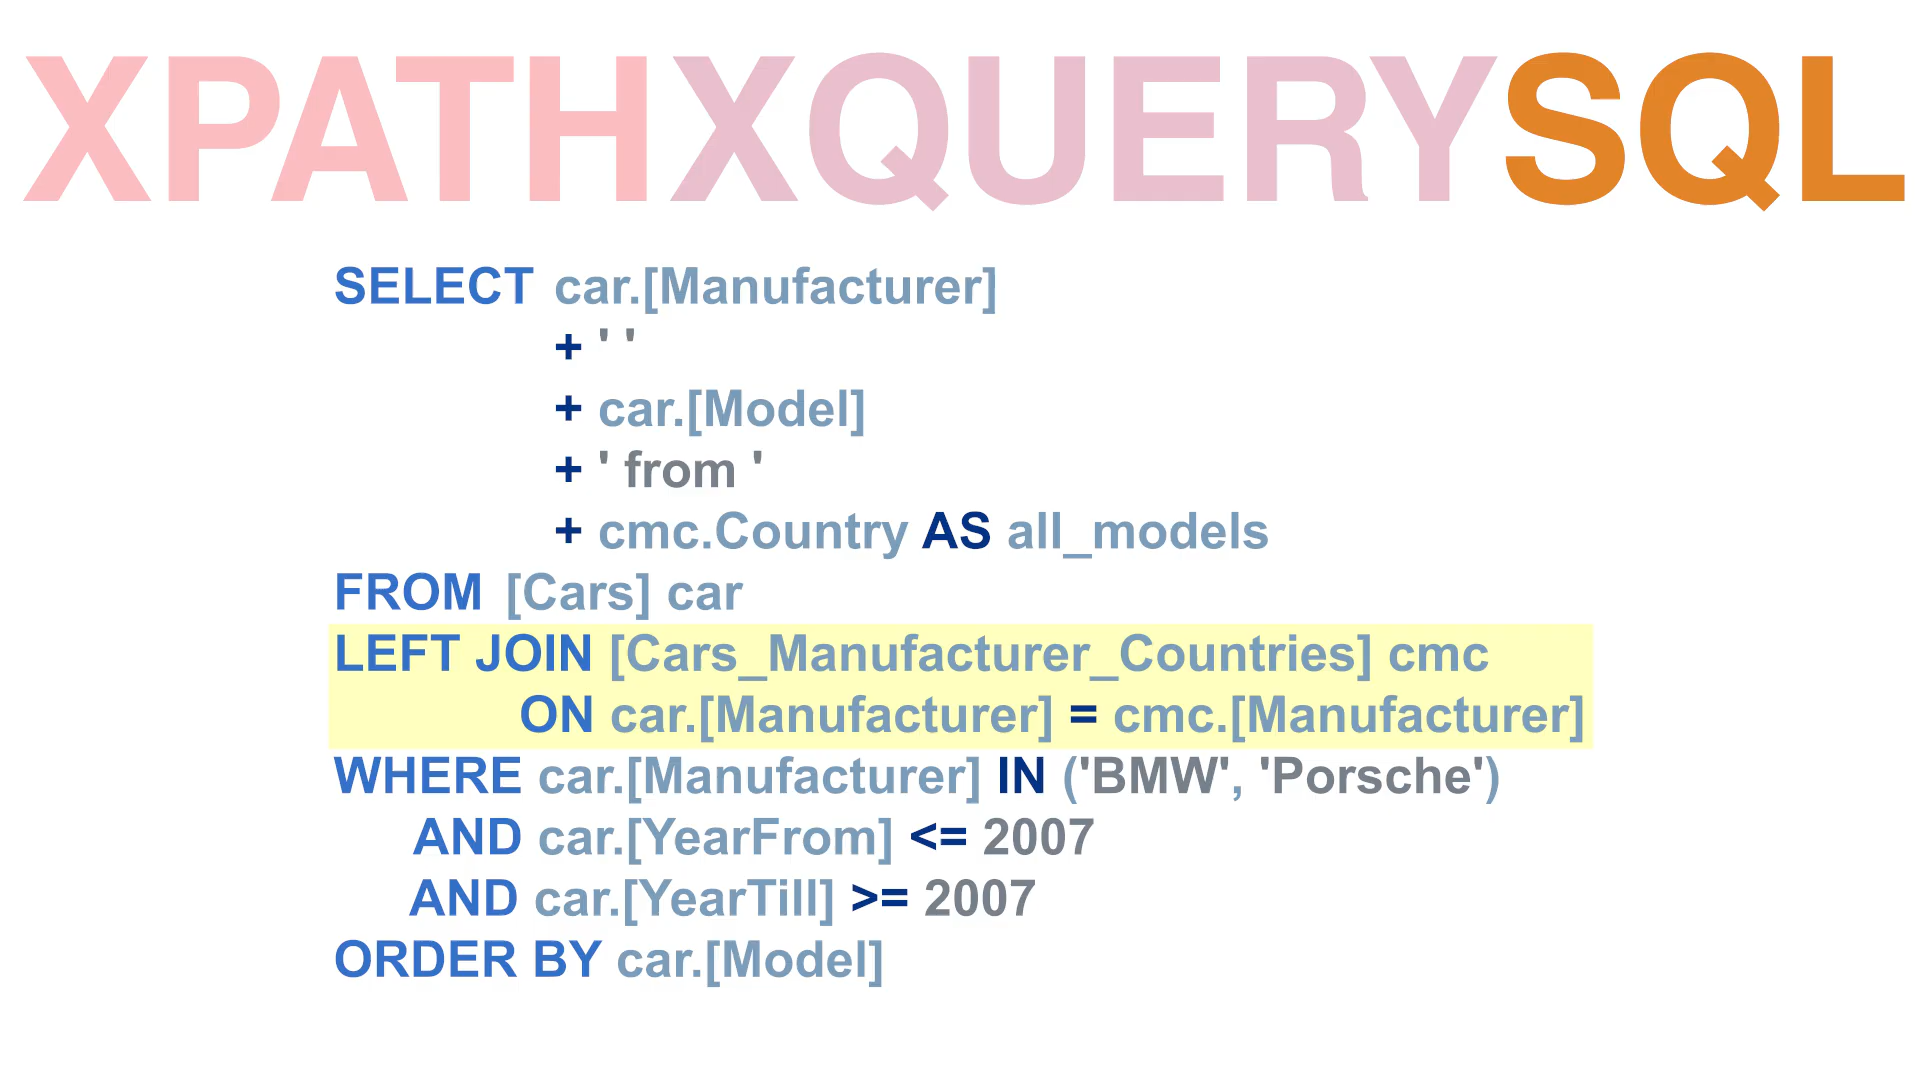 XPATHXQUERYSQL
SELECT car.[Manufacturer]
+ ' '
+ car.[Model]
+ ' from '
+ cmc.Country AS all_models
FROM [Cars] car
LEFT JOIN [Cars_Manufacturer_Countries] cmc
ON car.[Manufacturer] = cmc.[Manufacturer]
WHERE car.[Manufacturer] IN ('BMW', 'Porsche')
AND car.[YearFrom] <= 2007
AND car.[YearTill] >= 2007
ORDER BY car.[Model]